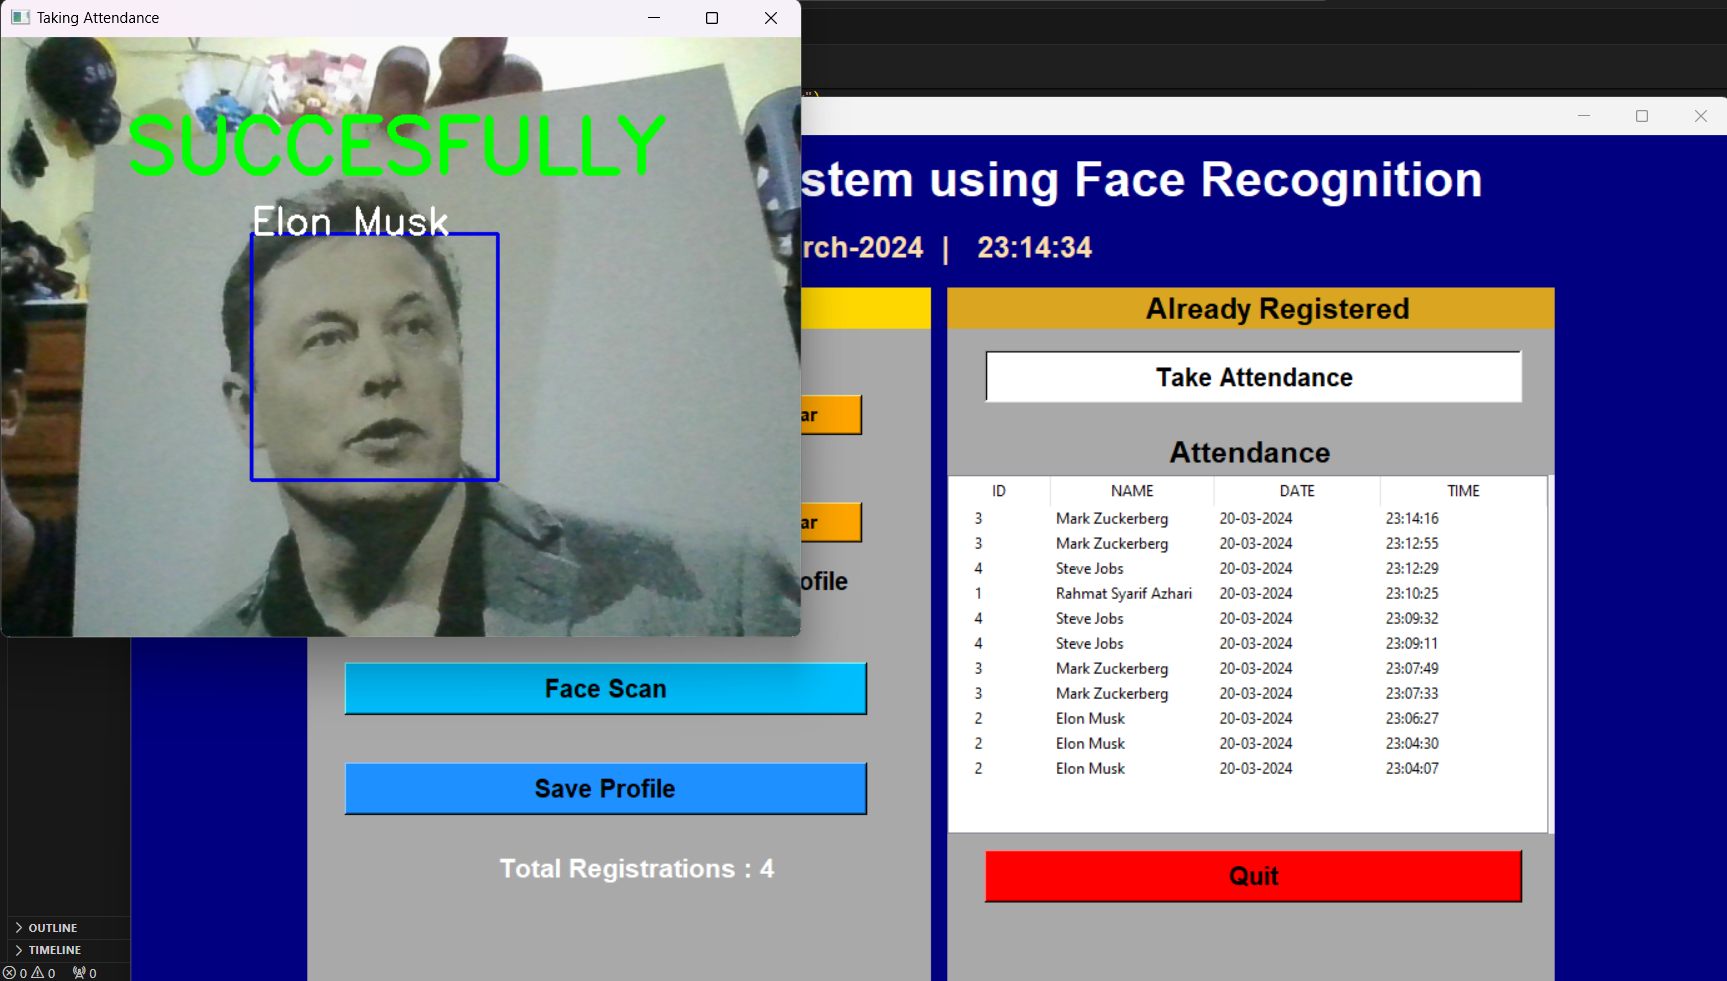 Taking Attendance
SUCCESFULLY
Elon Musk
")
stem using Face Recognition
rch-2024 | 23:14:34
Already Registered
Take Attendance
ar
ar
ofile
Attendance
ID NAME DATE TIME
3 Mark Zuckerberg 20-03-2024 23:14:16
3 Mark Zuckerberg 20-03-2024 23:12:55
4 Steve Jobs 20-03-2024 23:12:29
1 Rahmat Syarif Azhari 20-03-2024 23:10:25
4 Steve Jobs 20-03-2024 23:09:32
4 Steve Jobs 20-03-2024 23:09:11
3 Mark Zuckerberg 20-03-2024 23:07:49
3 Mark Zuckerberg 20-03-2024 23:07:33
2 Elon Musk 20-03-2024 23:06:27
2 Elon Musk 20-03-2024 23:04:30
2 Elon Musk 20-03-2024 23:04:07
Face Scan
Save Profile
Total Registrations : 4
Quit
OUTLINE
TIMELINE
0 0 0